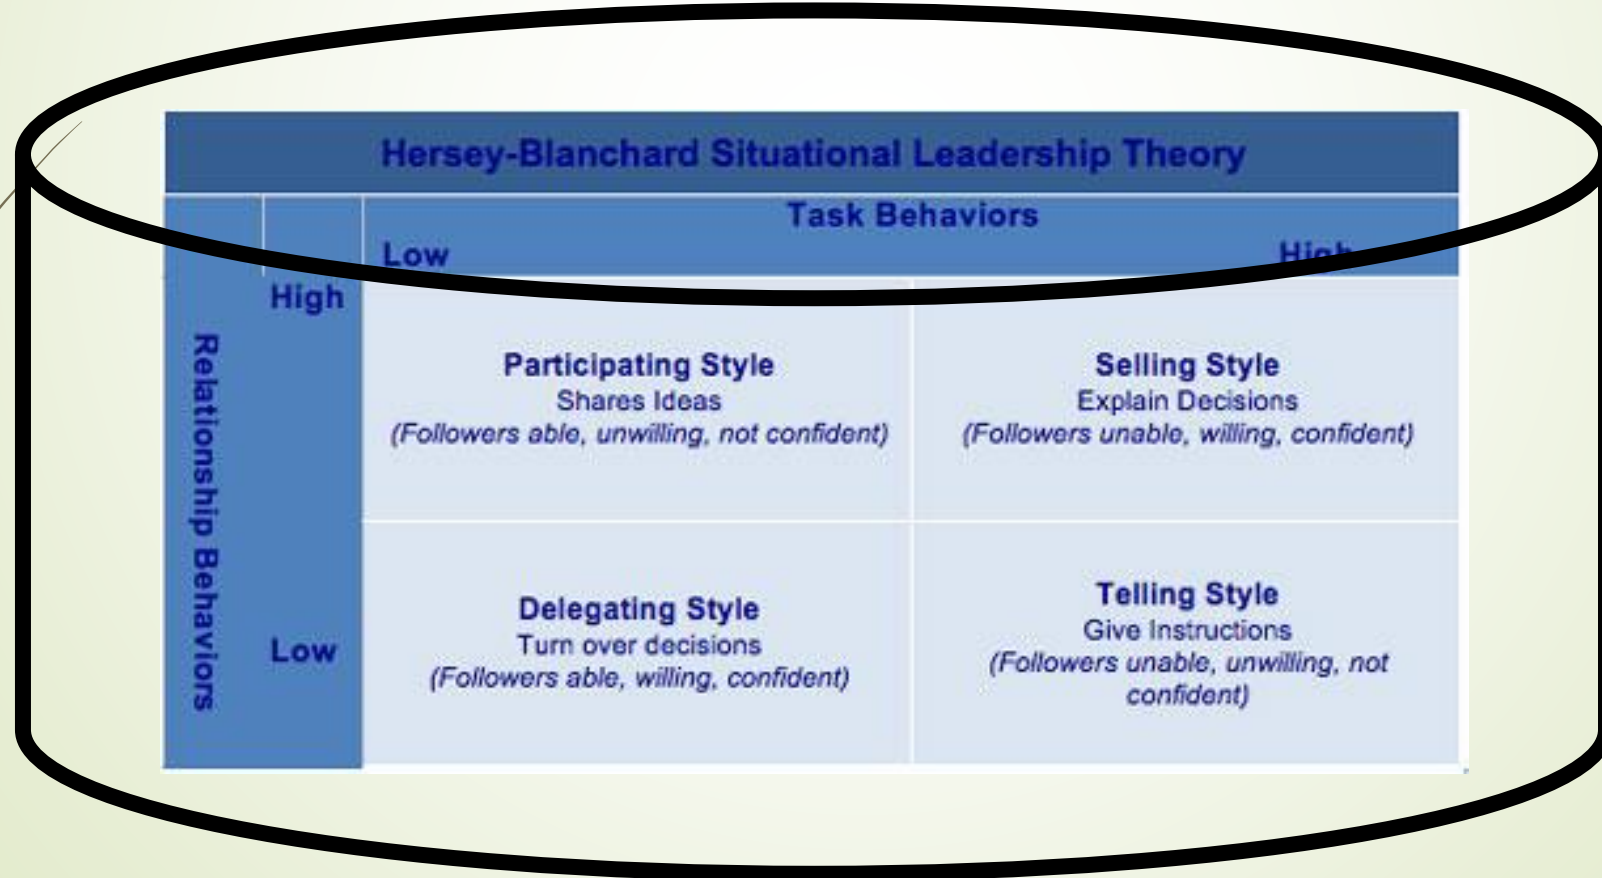 Hersey-Blanchard Situational Leadership Theory
Task Behaviors
Low High
High
Relationship Behaviors
Participating Style
Shares Ideas
(Followers able, unwilling, not confident)
Selling Style
Explain Decisions
(Followers unable, willing, confident)
Low
Delegating Style
Turn over decisions
(Followers able, willing, confident)
Telling Style
Give Instructions
(Followers unable, unwilling, not
confident)